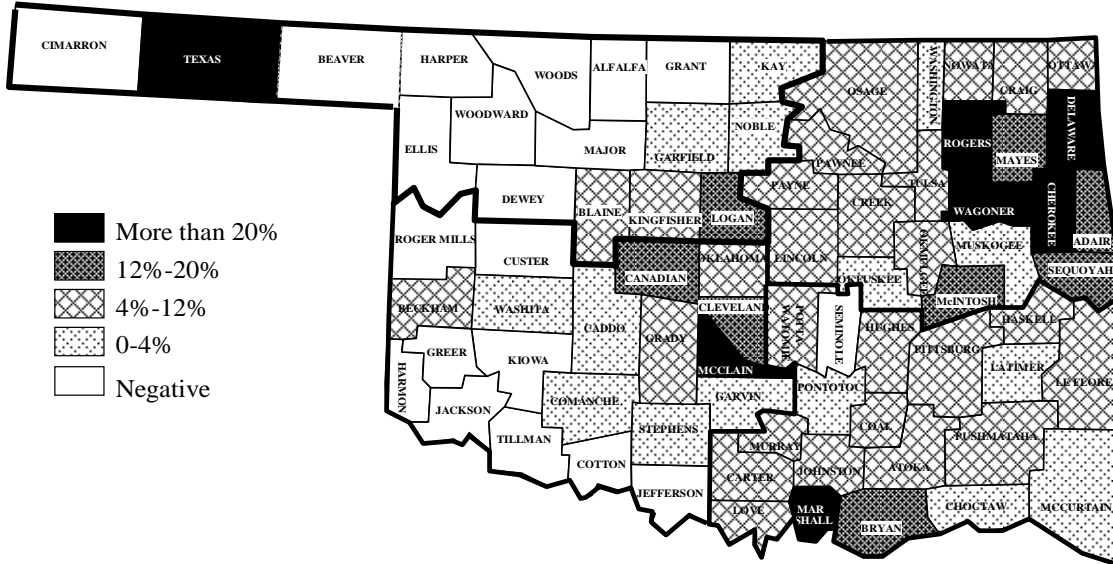 CIMARRON
TEXAS
BEAVER
HARPER
WOODS
ALFALFA
GRANT
KAY
OSAGE
WASHINGTON
NOWATA
CRAIG
OTTAWA
ELLIS
WOODWARD
MAJOR
GARFIELD
NOBLE
PAWNEE
ROGERS
MAYES
DELAWARE
DEWEY
BLAINE
KINGFISHER
LOGAN
PAYNE
CREEK
TULSA
WAGONER
CHEROKEE
ADAIR
More than 20%
12%-20%
4%-12%
0-4%
Negative
ROGER MILLS
CUSTER
CANADIAN
OKLAHOMA
LINCOLN
OKFUSKEE
OKMULGEE
MUSKOGEE
SEQUOYAH
BECKHAM
WASHITA
CADDO
GRADY
CLEVELAND
POTTA
WATOMIE
SEMINOLE
HUGHES
McINTOSH
HASKELL
PITTSBURG
LATIMER
LE FLORE
HARMON
GREER
KIOWA
MCCLAIN
GARVIN
PONTOTOC
JACKSON
TILLMAN
COMANCHE
STEPHENS
MURRAY
COAL
PUSHMATAHA
COTTON
CARTER
JOHNSTON
ATOKA
JEFFERSON
LOVE
MAR
SHALL
BRYAN
CHOCTAW
MCCURTAIN